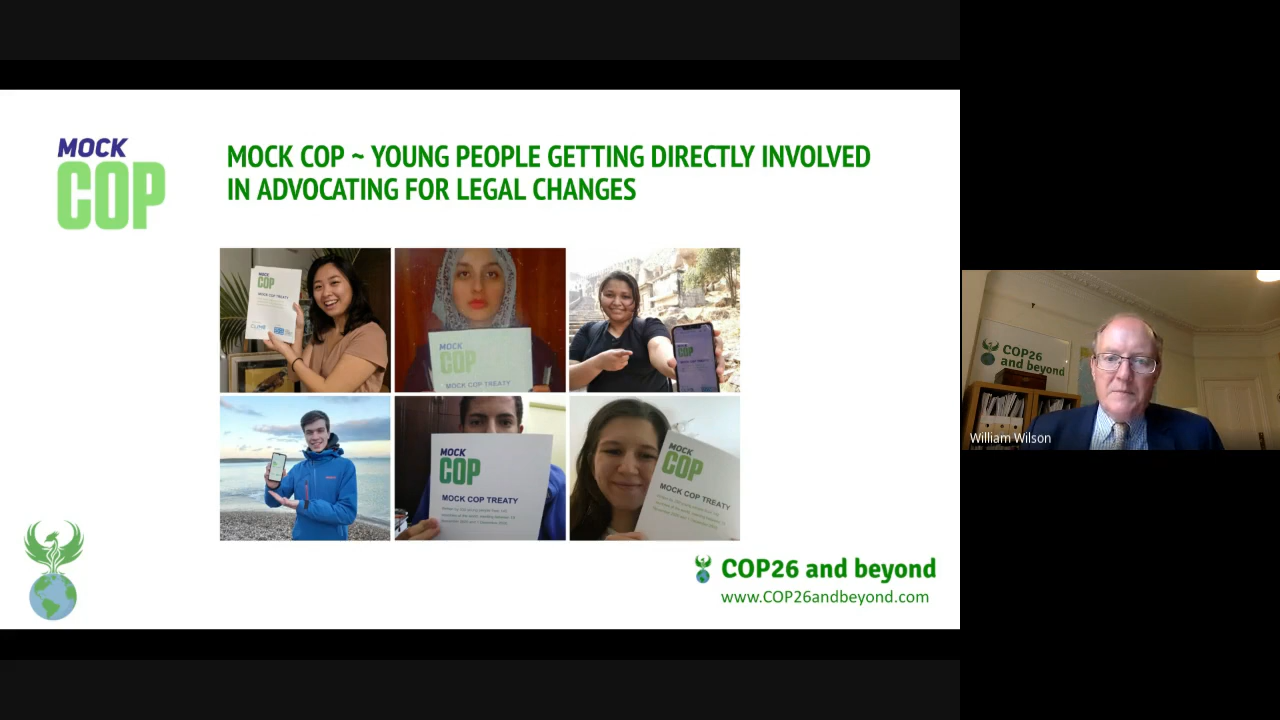 MOCK
COP
MOCK COP ~ YOUNG PEOPLE GETTING DIRECTLY INVOLVED
IN ADVOCATING FOR LEGAL CHANGES
MOCK
COP
MOCK COP TREATY
MOCK
COP
MOCK COP TREATY
COP
MOCK
COP
MOCK COP TREATY
MOCK
COP
MOCK COP TREATY
COP26 and beyond
www.COP26andbeyond.com
COP26
and beyond
William Wilson